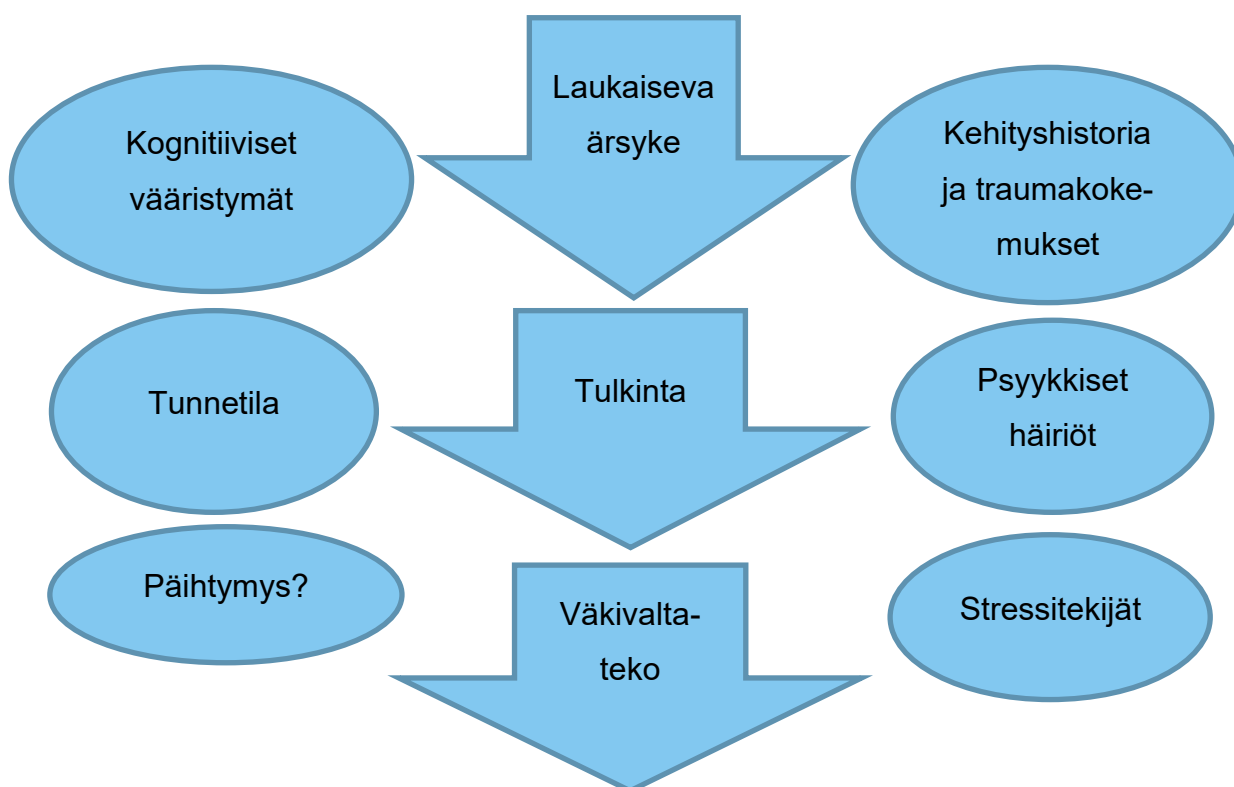 Laukaiseva
ärsyke
Kognitiiviset
vääristymät
Kehityshistoria
ja traumakoke-
mukset
Tunnetila
Tulkinta
Psyykkiset
häiriöt
Päihtymys?
Väkivalta-
teko
Stressitekijät